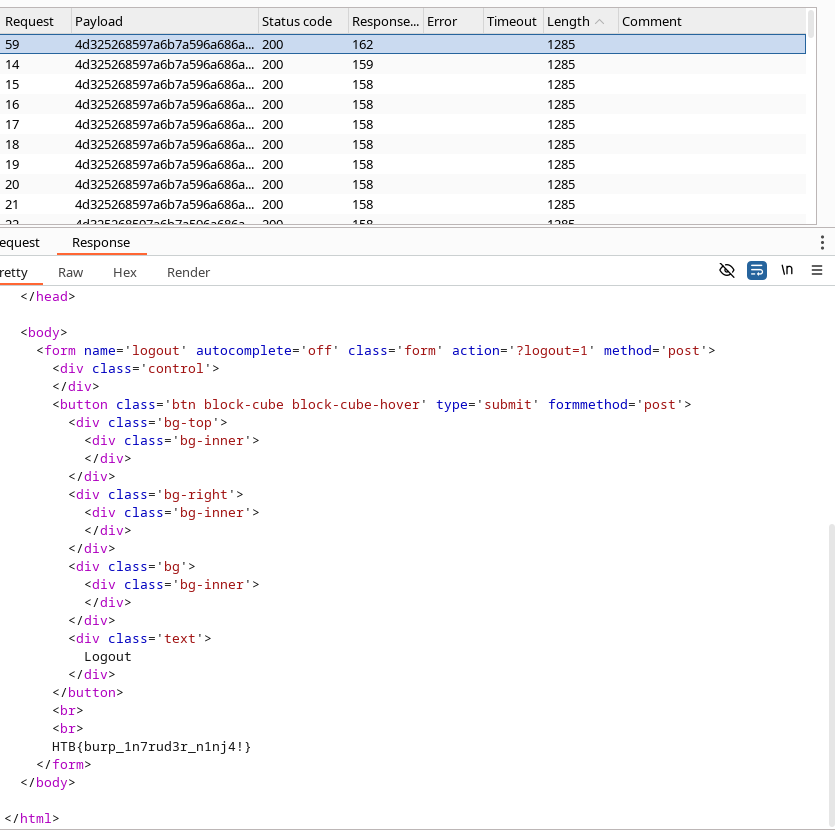 Request Payload Status code Response... Error Timeout Length Comment
59 4d325268597a6b7a596a686a... 200 162 1285
14 4d325268597a6b7a596a686a... 200 159 1285
15 4d325268597a6b7a596a686a... 200 158 1285
16 4d325268597a6b7a596a686a... 200 158 1285
17 4d325268597a6b7a596a686a... 200 158 1285
18 4d325268597a6b7a596a686a... 200 158 1285
19 4d325268597a6b7a596a686a... 200 158 1285
20 4d325268597a6b7a596a686a... 200 158 1285
21 4d325268597a6b7a596a686a... 200 158 1285
22 4d325268597a6b7a596a686a... 200 158 1285
equest Response
retty Raw Hex Render \n
</head>
<body>
<form name='logout' autocomplete='off' class='form' action='?logout=1' method='post'>
<div class='control'>
</div>
<button class='btn block-cube block-cube-hover' type='submit' formmethod='post'>
<div class='bg-top'>
<div class='bg-inner'>
</div>
</div>
<div class='bg-right'>
<div class='bg-inner'>
</div>
</div>
<div class='bg'>
<div class='bg-inner'>
</div>
</div>
<div class='text'>
Logout
</div>
</button>
<br>
<br>
HTB{burp_1n7rud3r_n1nj4!}
</form>
</body>
</html>